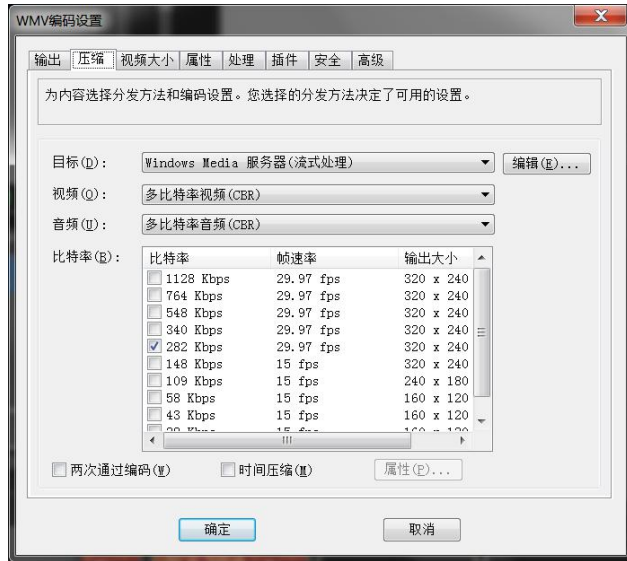 WMV编码设置
输出 压缩 视频大小 属性 处理 插件 安全 高级
为内容选择分发方法和编码设置。您选择的分发方法决定了可用的设置。
目标(D): Windows Media 服务器(流式处理) 编辑(E)...
视频(O): 多比特率视频(CBR)
音频(U): 多比特率音频(CBR)
比特率(B): 比特率 帧速率 输出大小
1128 Kbps 29.97 fps 320 x 240
764 Kbps 29.97 fps 320 x 240
548 Kbps 29.97 fps 320 x 240
340 Kbps 29.97 fps 320 x 240
282 Kbps 29.97 fps 320 x 240
148 Kbps 15 fps 320 x 240
109 Kbps 15 fps 240 x 180
58 Kbps 15 fps 160 x 120
43 Kbps 15 fps 160 x 120
两次通过编码(W) 时间压缩(M) 属性(P)...
确定 取消